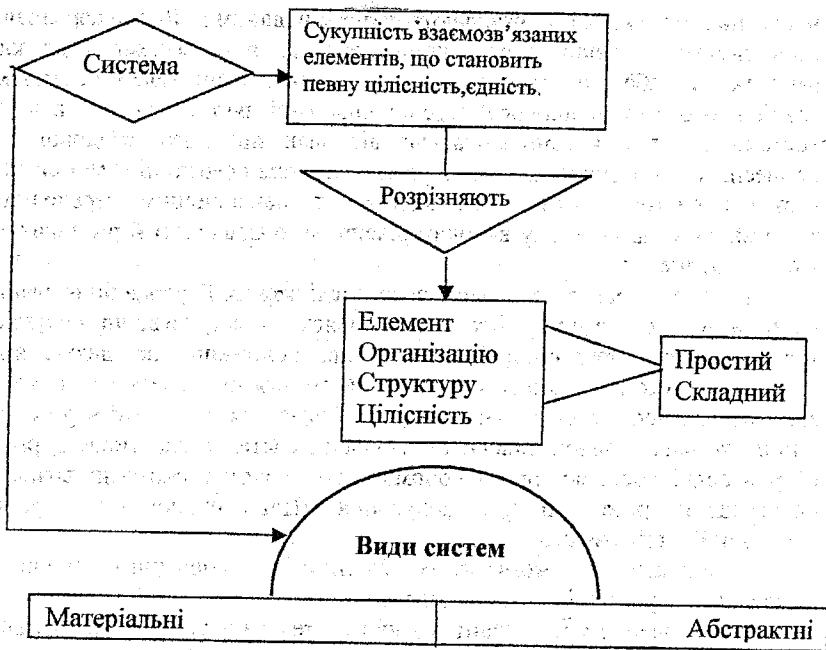 Система
Сукупність взаємозв’язаних
елементів, що становить
певну цілісність,єдність.
Розрізняють
Елемент
Організацію
Структуру
Цілісність
Простий
Складний
Види систем
Матеріальні
Абстрактні